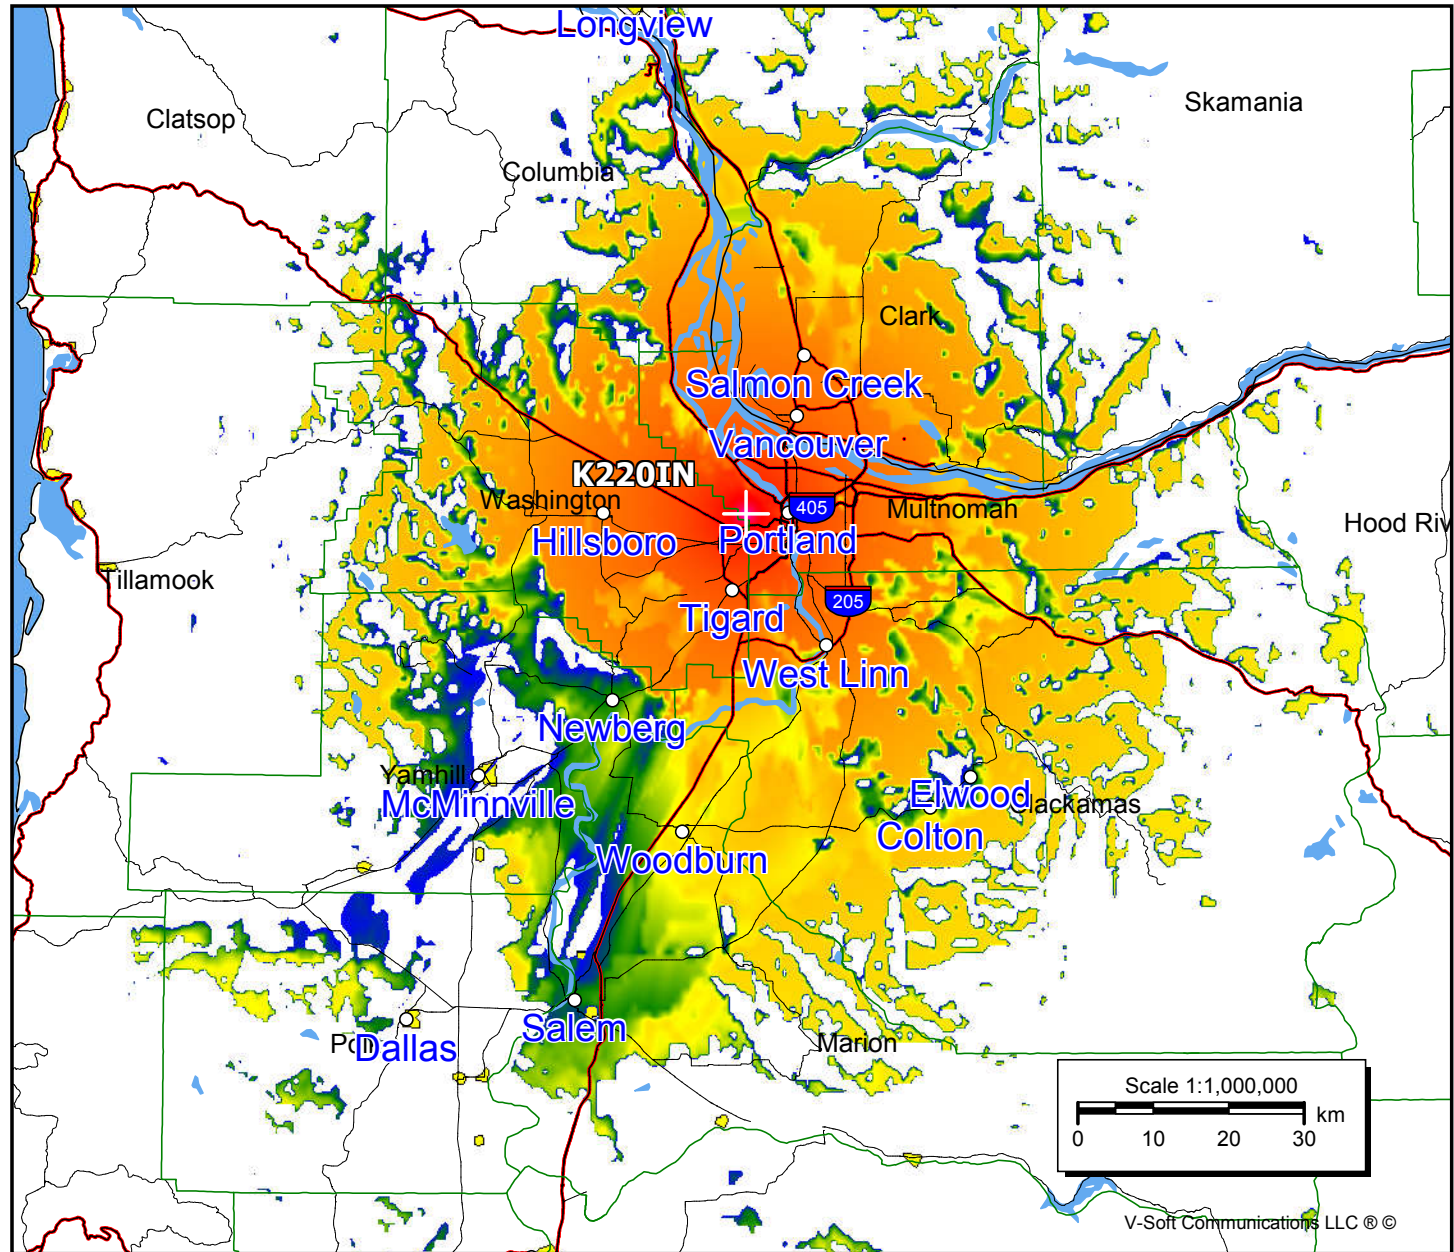 Longview
Skamania
Clatsop
Columbia
Clark
Salmon Creek
Vancouver
K220IN
Washington
405
Multnomah
Hood Riv
Hillsboro
Portland
Tillamook
205
Tigard
West Linn
Newberg
Yamhill
McMinnville
Elwood
lackamas
Colton
Woodburn
Salem
Pol
Dallas
Marion
Scale 1:1,000,000
km
0 10 20 30
V-Soft Communications LLC ® ©